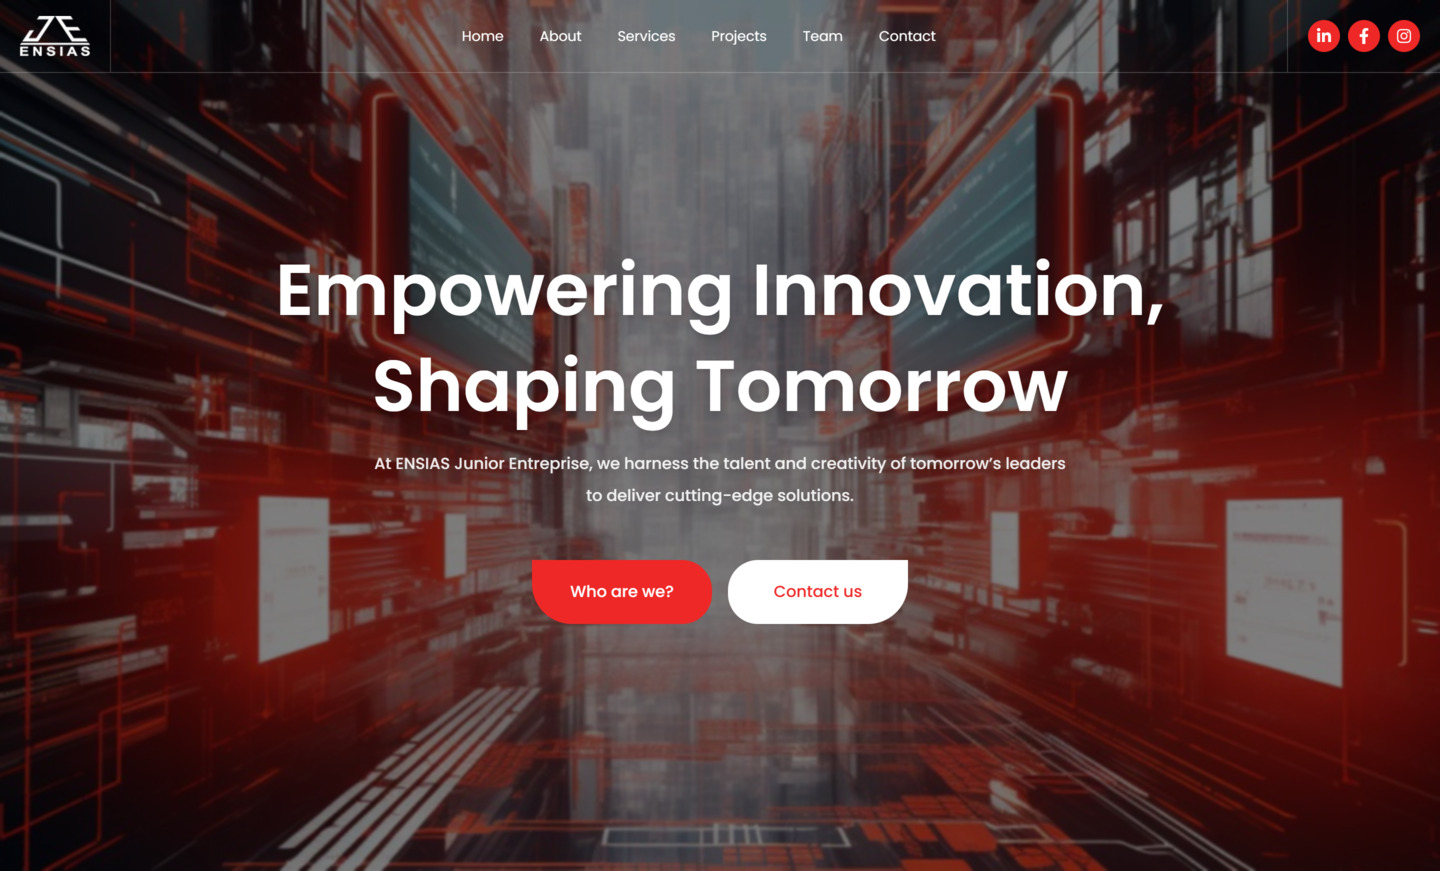 JE
ENSIAS
Home
About
Services
Projects
Team
Contact
Empowering Innovation,
Shaping Tomorrow
At ENSIAS Junior Entreprise, we harness the talent and creativity of tomorrow's leaders
to deliver cutting-edge solutions.
Who are we?
Contact us